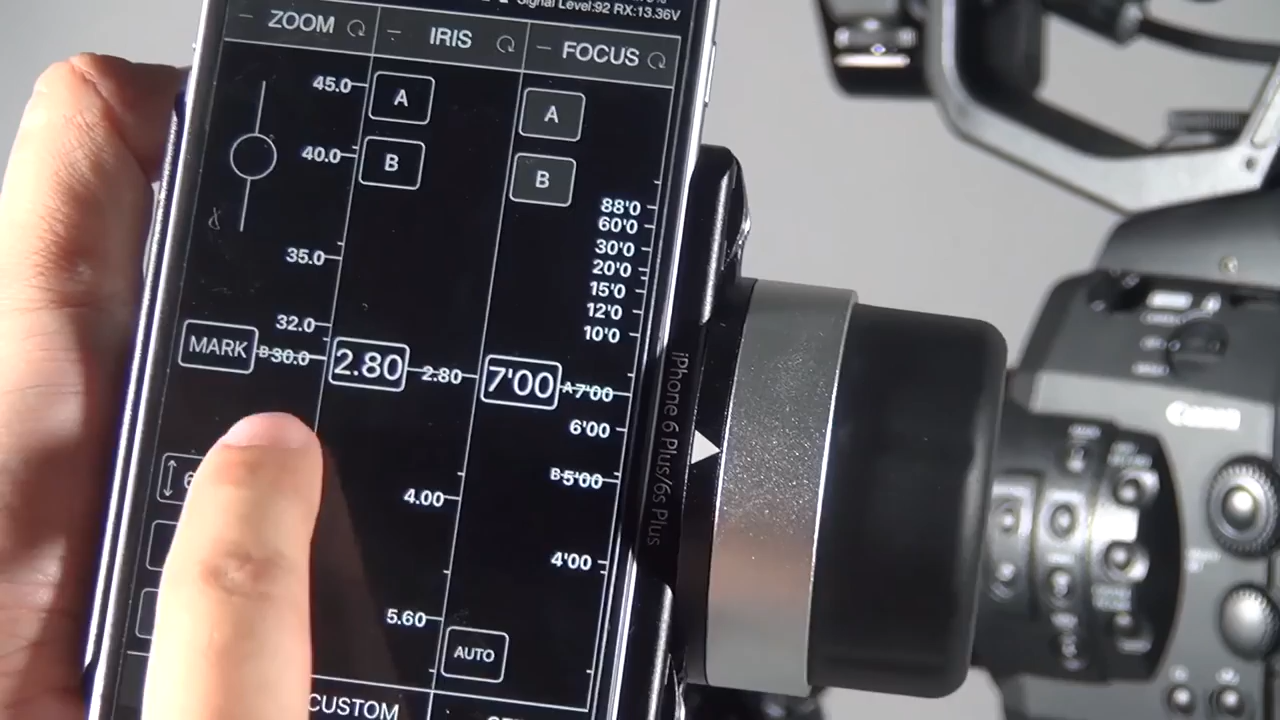 Signal Level:92 RX:13.36V
ZOOM
IRIS
FOCUS
45.0
40.0
35.0
32.0
B 30.0
MARK
A
B
2.80
2.80
4.00
5.60
A
B
88'0
60'0
30'0
20'0
15'0
12'0
10'0
7'00
A 7'00
6'00
B 5'00
4'00
AUTO
CUSTOM
iPhone 6 Plus/6s Plus
Canon